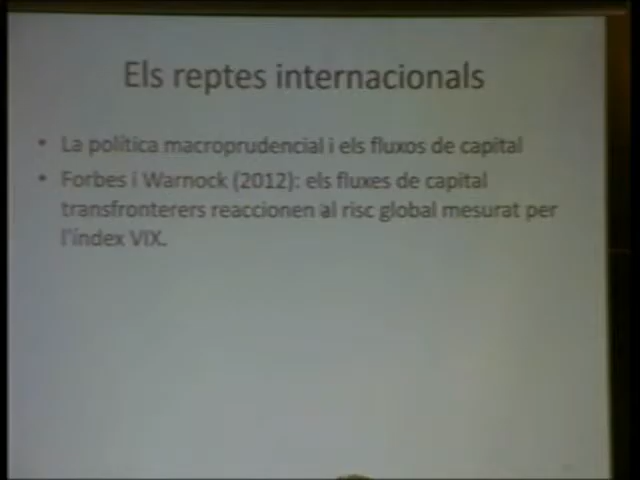 Els reptes internacionals
• La política macroprudencial i els fluxos de capital
• Forbes i Warnock (2012): els fluxes de capital
transfronterers reaccionen al risc global mesurat per
l'índex VIX.